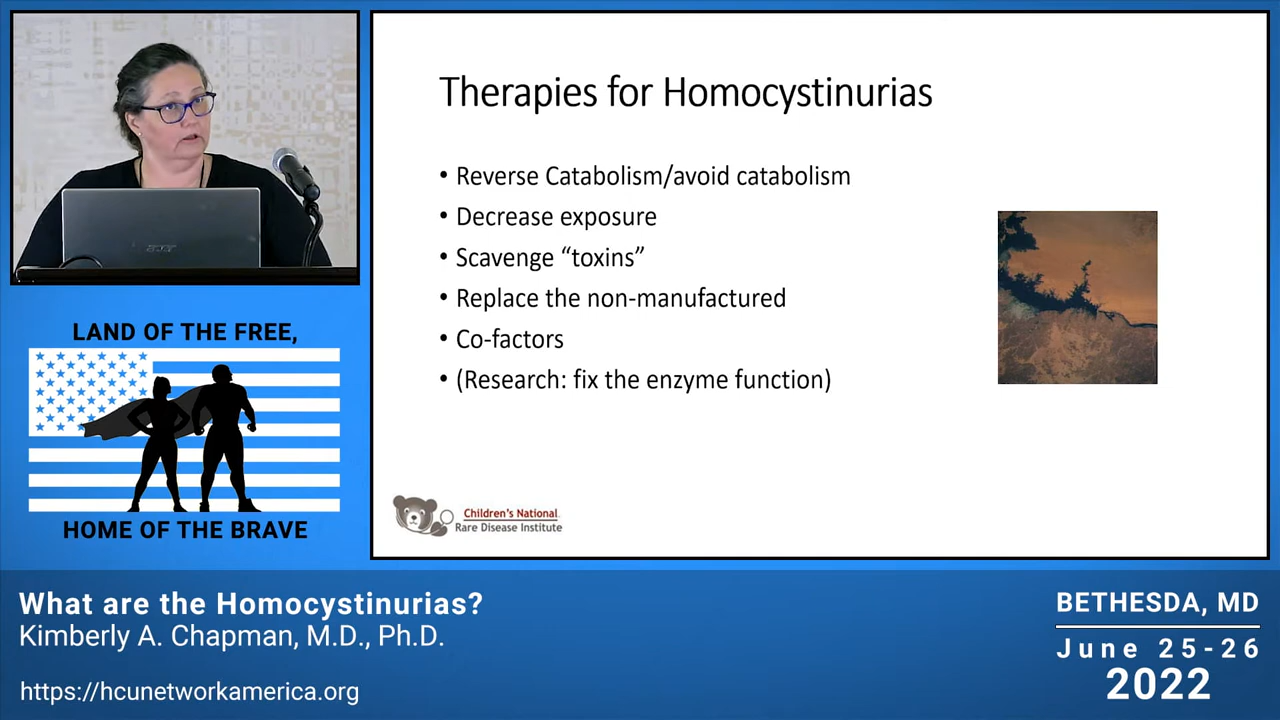 Therapies for Homocystinurias
• Reverse Catabolism/avoid catabolism
• Decrease exposure
• Scavenge “toxins”
• Replace the non-manufactured
• Co-factors
• (Research: fix the enzyme function)
Children's National
Rare Disease Institute
acer
LAND OF THE FREE,
HOME OF THE BRAVE
What are the Homocystinurias?
Kimberly A. Chapman, M.D., Ph.D.
https://hcunetworkamerica.org
BETHESDA, MD
June 25-26
2022